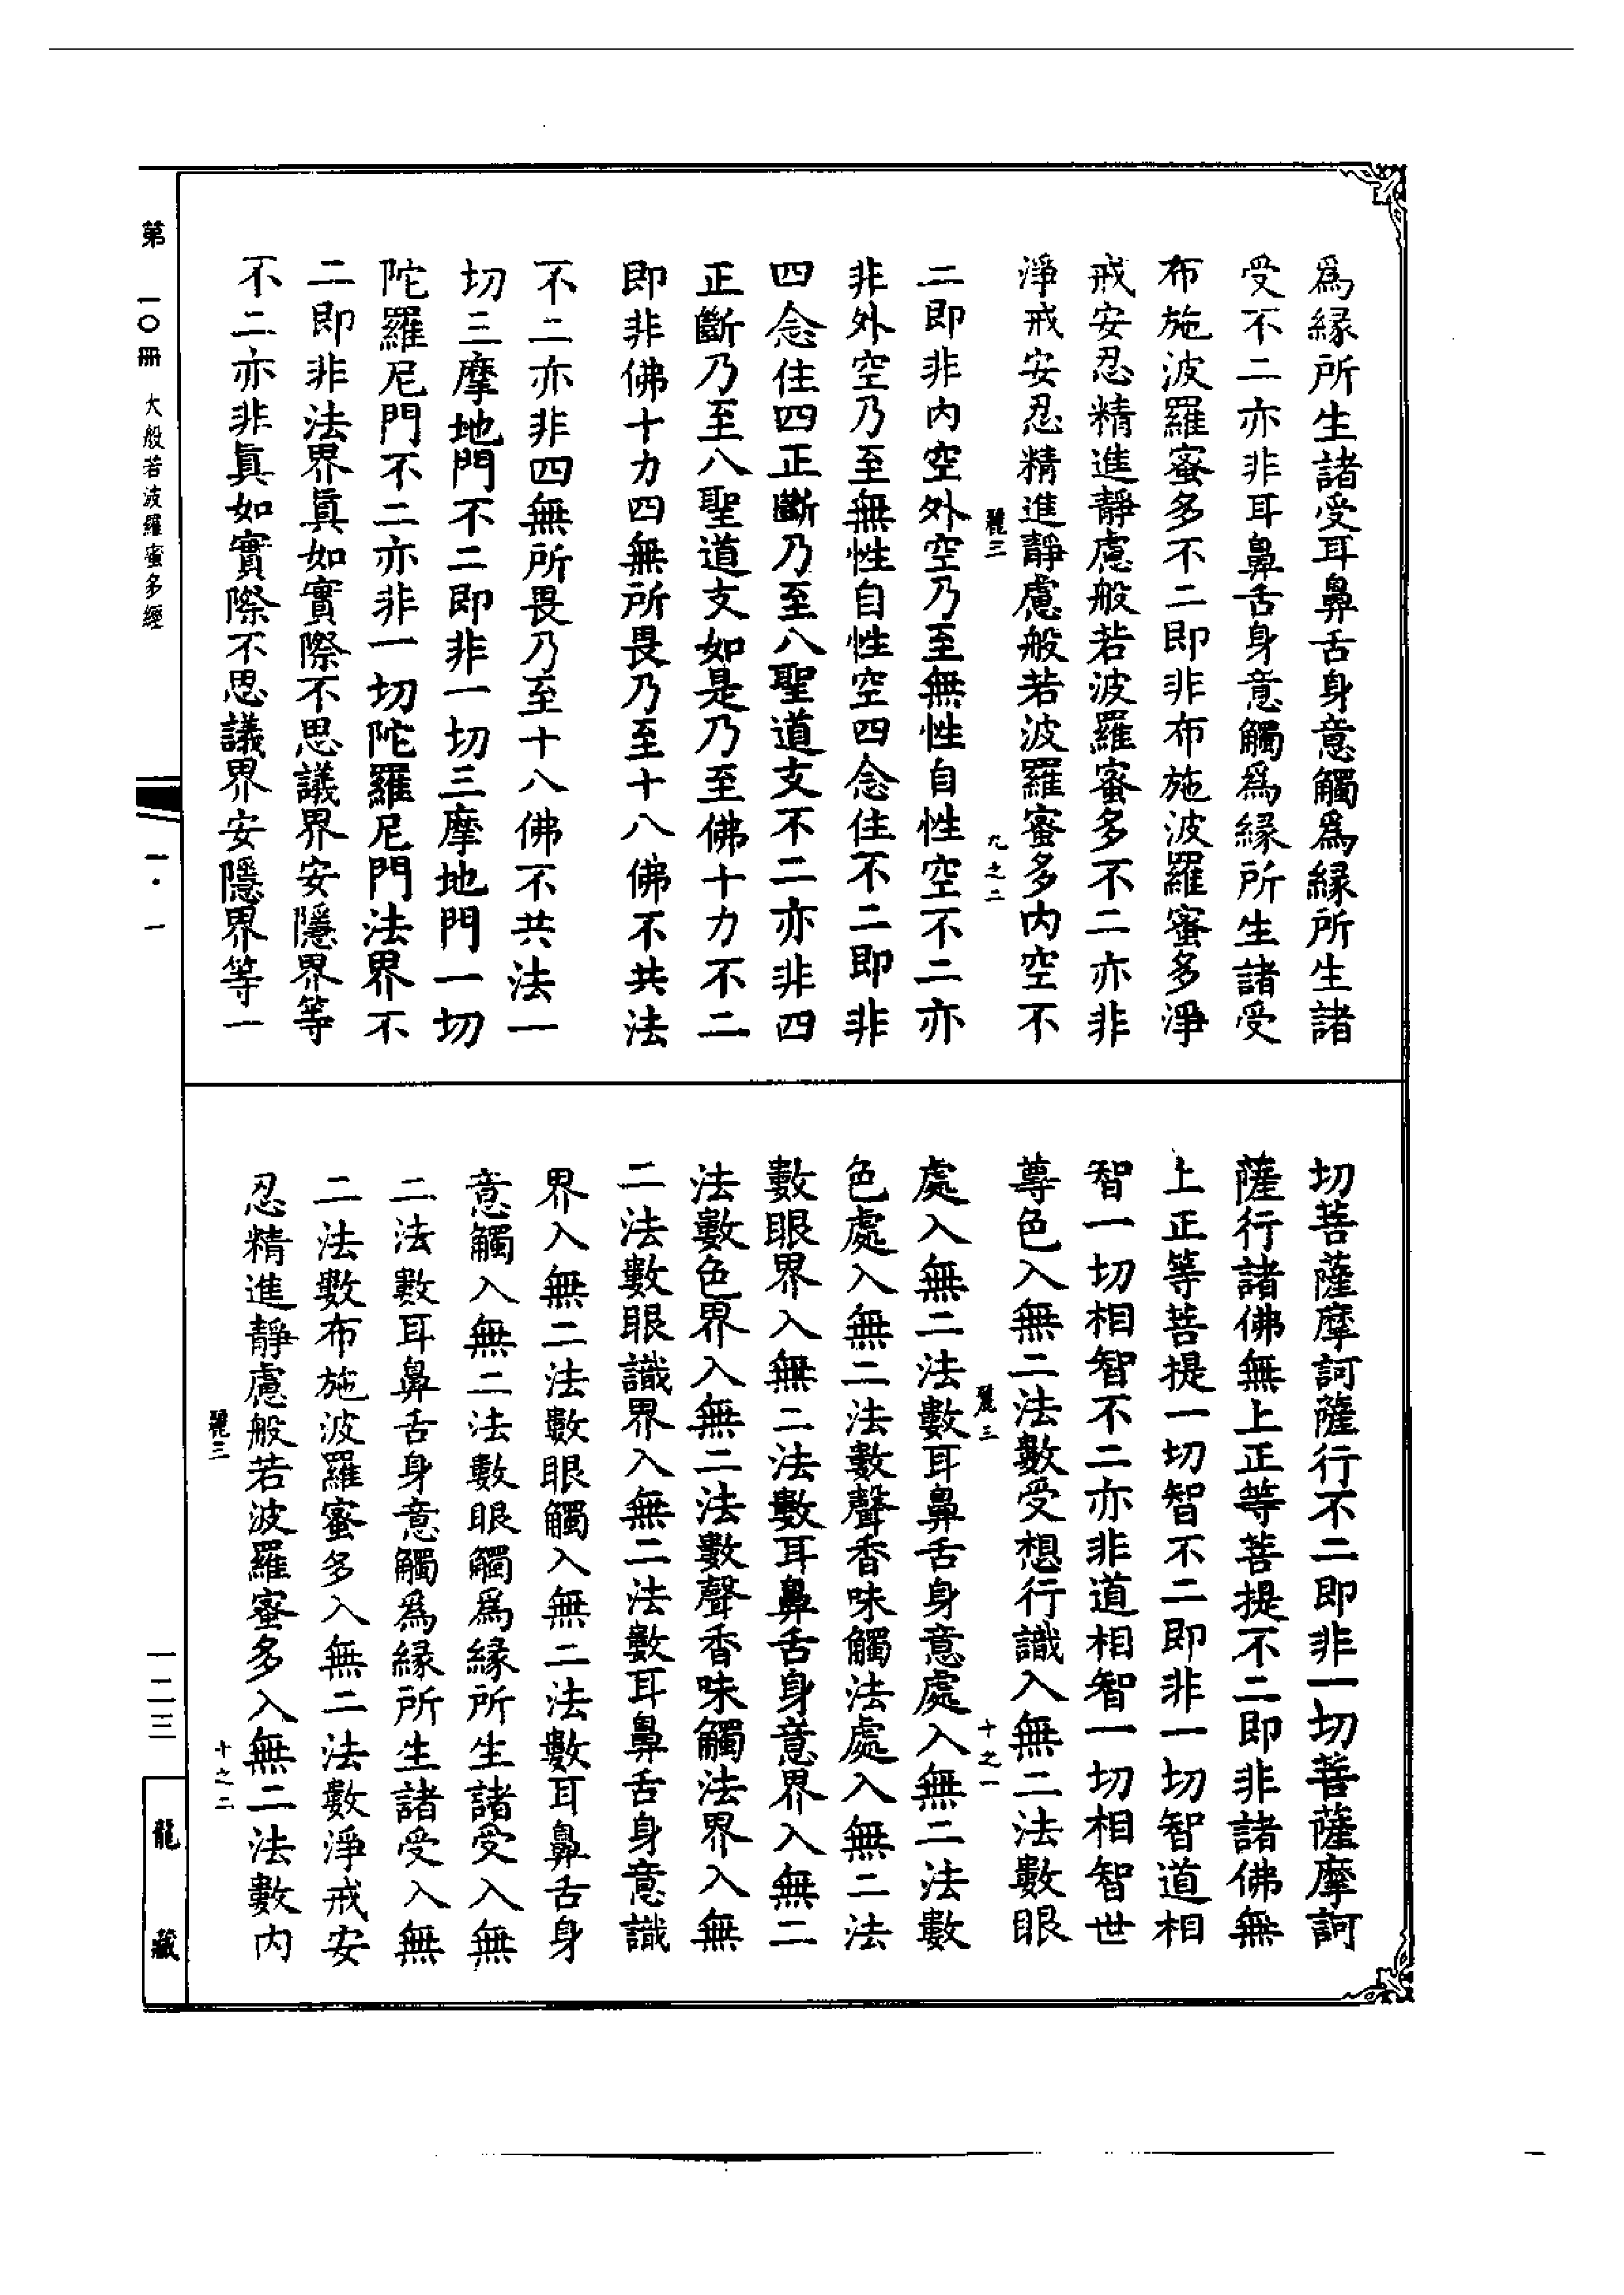 爲緣所生諸受耳鼻舌身意觸爲緣所生諸
受不二亦非耳鼻舌身意觸爲緣所生諸受
布施波羅蜜多不二即非布施波羅蜜多淨
戒安忍精進靜慮般若波羅蜜多不二亦非
淨戒安忍精進靜慮般若波羅蜜多內空不
麗三 九之二
二即非內空外空乃至無性自性空不二亦
非外空乃至無性自性空四念住不二即非
四念住四正斷乃至八聖道支不二亦非四
正斷乃至八聖道支如是乃至佛十力不二
即非佛十力四無所畏乃至十八佛不共法
不二亦非四無所畏乃至十八佛不共法一
切三摩地門不二即非一切三摩地門一切
陀羅尼門不二亦非一切陀羅尼門法界不
二即非法界眞如實際不思議界安隱界等
不二亦非眞如實際不思議界安隱界等一
切菩薩摩訶薩行不二即非一切菩薩摩訶
薩行諸佛無上正等菩提不二即非諸佛無
上正等菩提一切智不二即非一切智道相
智一切相智不二亦非道相智一切相智世
尊色入無二法數受想行識入無二法數眼
麗三 十之一
處入無二法數耳鼻舌身意處入無二法數
色處入無二法數聲香味觸法處入無二法
數眼界入無二法數耳鼻舌身意界入無二
法數色界入無二法數聲香味觸法界入無
二法數眼識界入無二法數耳鼻舌身意識
界入無二法數眼觸入無二法數耳鼻舌身
意觸入無二法數眼觸爲緣所生諸受入無
二法數耳鼻舌身意觸爲緣所生諸受入無
二法數布施波羅蜜多入無二法數淨戒安
忍精進靜慮般若波羅蜜多入無二法數內
麗三 十之二
第一〇冊 大般若波羅蜜多經
一·一
一二三
龍藏